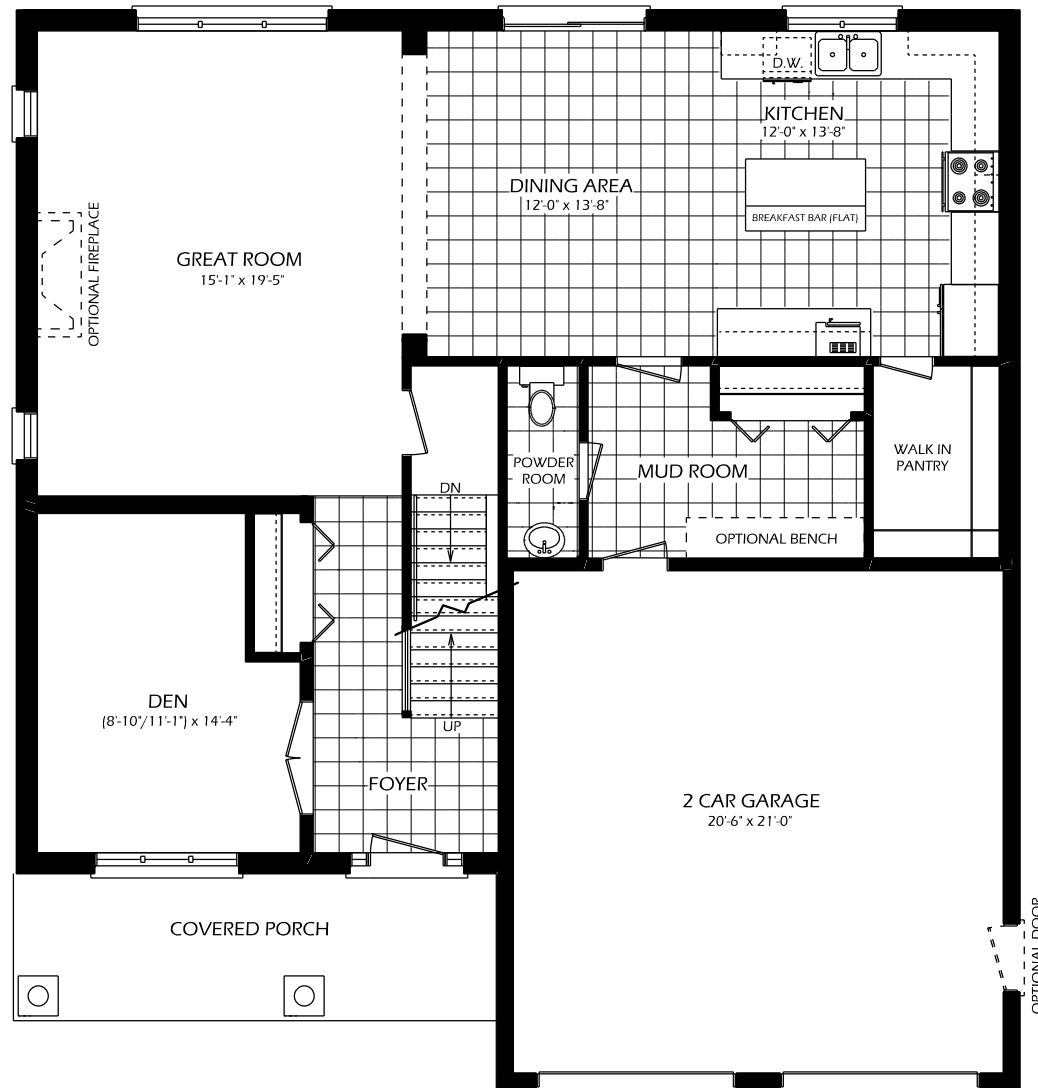 D.W.
KITCHEN
12'-0" x 13'-8"
DINING AREA
12'-0" x 13'-8"
BREAKFAST BAR (FLAT)
GREAT ROOM
15'-1" x 19'-5"
OPTIONAL FIREPLACE
POWDER
ROOM
MUD ROOM
WALK IN
PANTRY
DN
OPTIONAL BENCH
DEN
(8'-10"/11'-1") x 14'-4"
UP
FOYER
2 CAR GARAGE
20'-6" x 21'-0"
COVERED PORCH
OPTIONAL DOOR